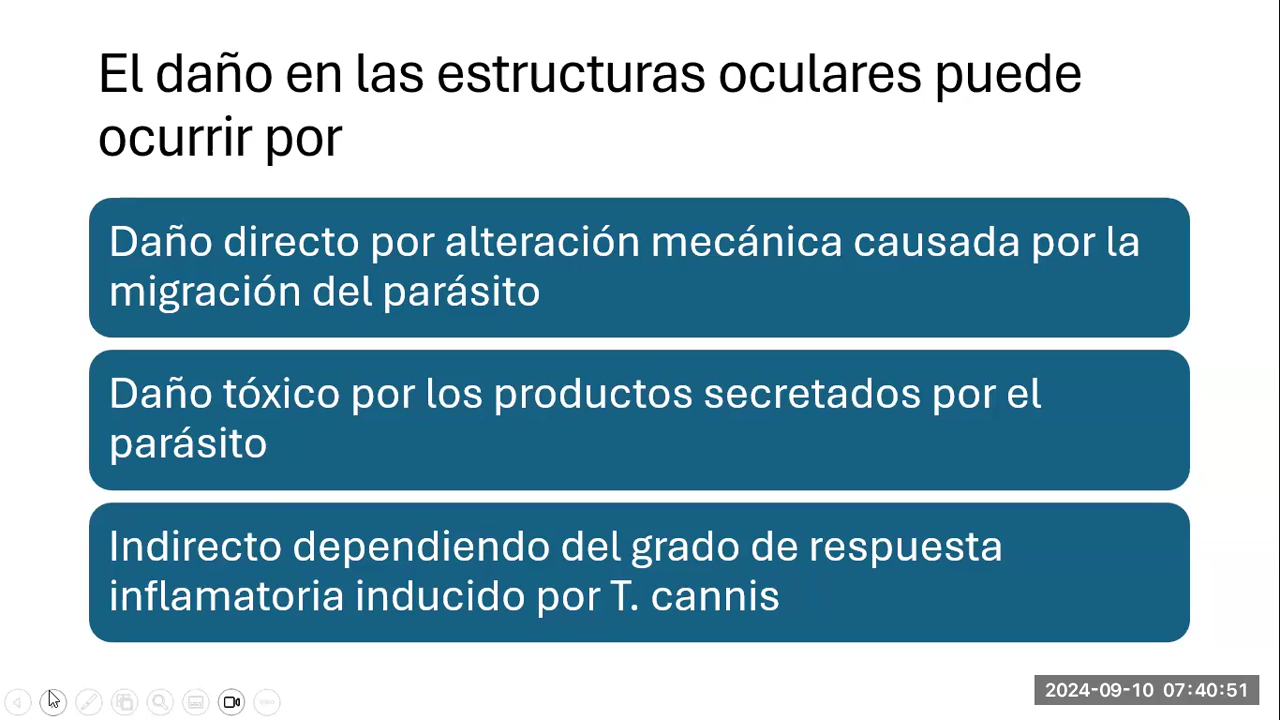 El daño en las estructuras oculares puede
ocurrir por
Daño directo por alteración mecánica causada por la
migración del parásito
Daño tóxico por los productos secretados por el
parásito
Indirecto dependiendo del grado de respuesta
inflamatoria inducido por T. cannis
2024-09-10 07:40:51